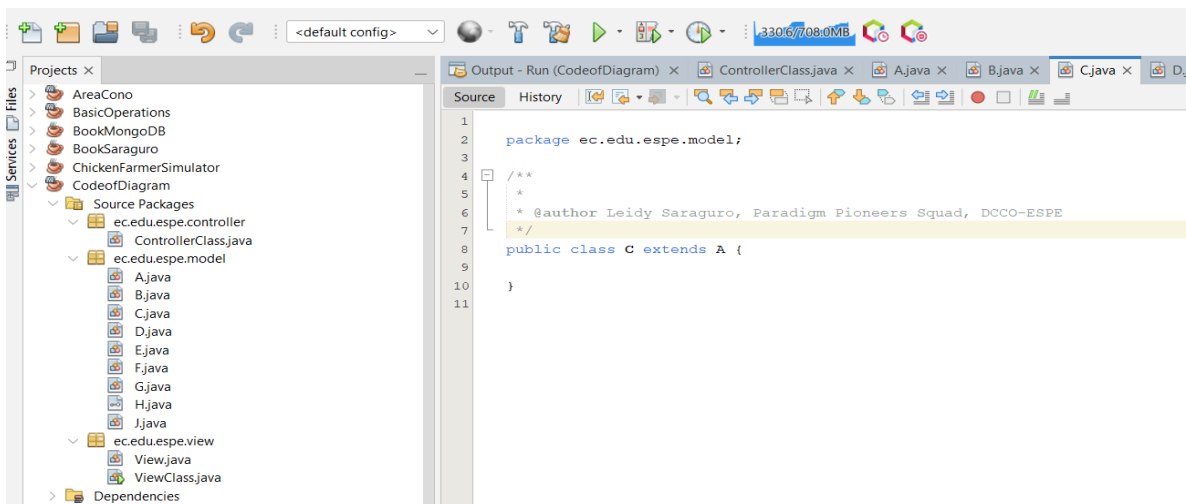 <default config>
330.6/708.0MB
Projects ×
Files
Services
AreaCono
BasicOperations
BookMongoDB
BookSaraguro
ChickenFarmerSimulator
CodeofDiagram
Source Packages
ec.edu.espe.controller
ControllerClass.java
ec.edu.espe.model
A.java
B.java
C.java
D.java
E.java
F.java
G.java
H.java
J.java
ec.edu.espe.view
View.java
ViewClass.java
Dependencies
Output - Run (CodeofDiagram) × ControllerClass.java × A.java × B.java × C.java × D.
Source History
1
2 package ec.edu.espe.model;
3
4 /**
5 *
6 * @author Leidy Saraguro, Paradigm Pioneers Squad, DCCO-ESPE
7 */
8 public class C extends A {
9
10 }
11